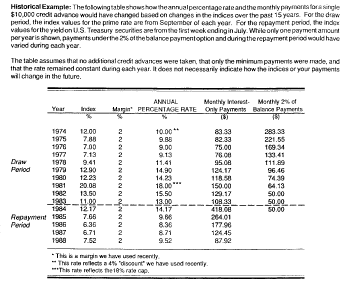 Historical Example: The following table shows how the annual percentage rate and the monthly payments for a single
$10,000 credit advance would have changed based on changes in the indices over the past 15 years. For the draw
period, the index values for the prime rate are from September of each year. For the repayment period, the index
values for the yield on U.S. Treasury securities are from the first week ending in July. While only one payment amount
per year is shown, payments under the 2% of the balance payment option and during the repayment period would have
varied during each year.
The table assumes that no additional credit advances were taken, that only the minimum payments were made, and
that the rate remained constant during each year. It does not necessarily indicate how the indices or your payments
will change in the future.
ANNUAL Monthly Interest- Monthly 2% of
Year Index Margin* PERCENTAGE RATE Only Payments Balance Payments
% % % ($) ($)
1974 12.00 2 10.00** 83.33 283.33
1975 7.88 2 9.88 82.33 221.55
1976 7.00 2 9.00 75.00 169.34
1977 7.13 2 9.13 76.08 133.41
Draw 1978 9.41 2 11.41 95.08 111.89
Period 1979 12.90 2 14.90 124.17 96.46
1980 12.23 2 14.23 118.58 74.39
1981 20.08 2 18.00*** 150.00 64.13
1982 13.50 2 15.50 129.17 50.00
1983 11.00 2 13.00 108.33 50.00
1984 12.17 2 14.17 418.08 50.00
Repayment 1985 7.66 2 9.66 264.01
Period 1986 6.36 2 8.36 177.96
1987 6.71 2 8.71 124.45
1988 7.52 2 9.52 87.92
* This is a margin we have used recently.
** This rate reflects a 4% "discount" we have used recently.
*** This rate reflects the 18% rate cap.